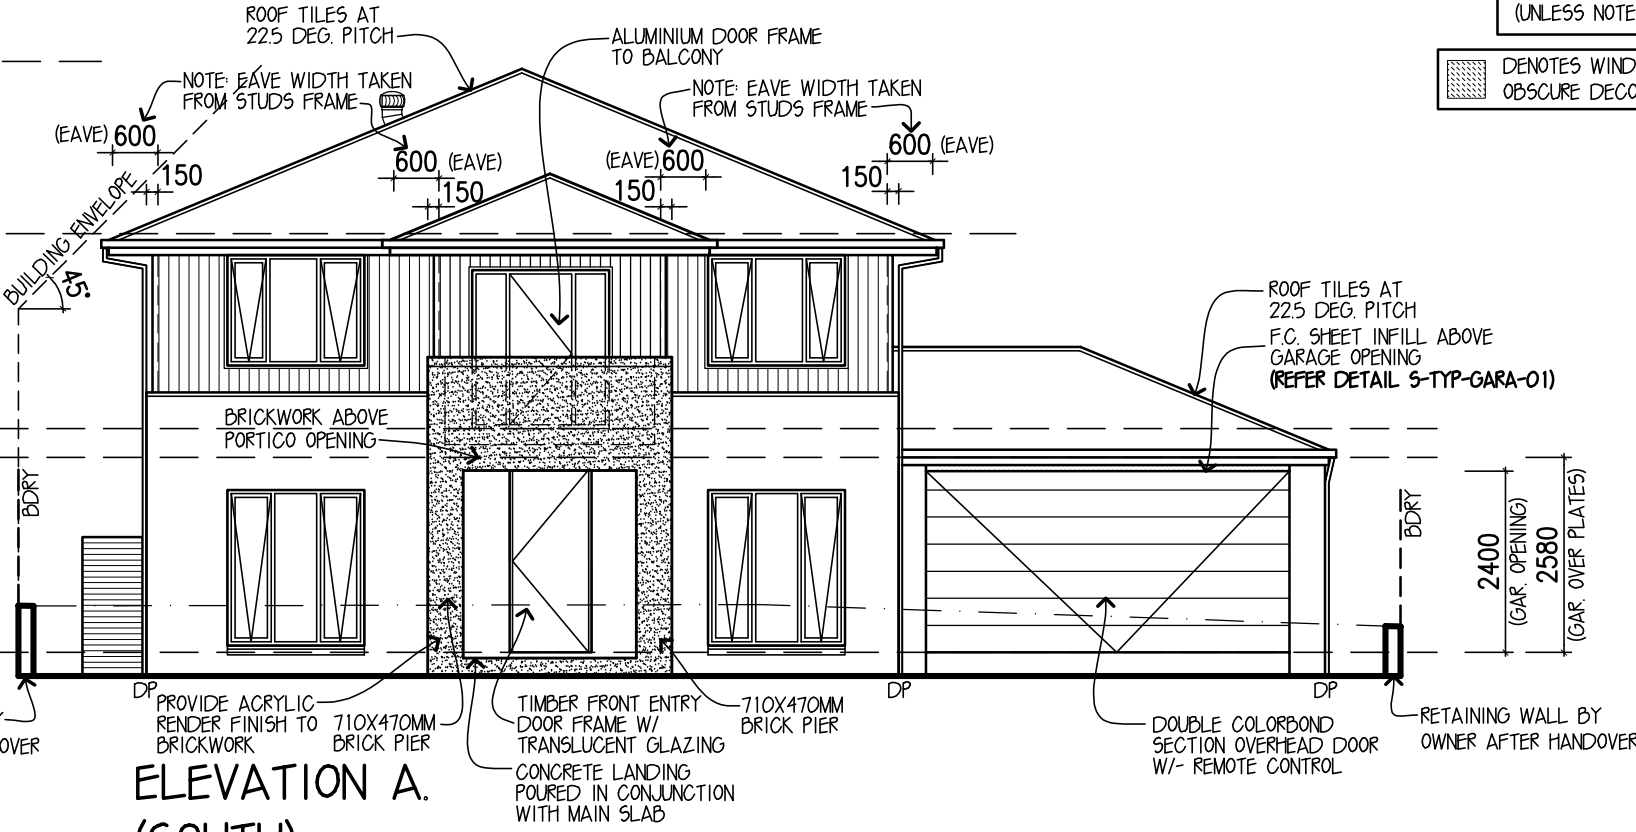 ROOF TILES AT
22.5 DEG. PITCH
ALUMINIUM DOOR FRAME
TO BALCONY
(UNLESS NOTE
DENOTES WIND
OBSCURE DECO
NOTE: EAVE WIDTH TAKEN
FROM STUDS FRAME
NOTE: EAVE WIDTH TAKEN
FROM STUDS FRAME
(EAVE) 600
150
600 (EAVE)
150
(EAVE) 600
150
600 (EAVE)
150
BUILDING ENVELOPE
45°
ROOF TILES AT
22.5 DEG. PITCH
F.C. SHEET INFILL ABOVE
GARAGE OPENING
(REFER DETAIL S-TYP-GARA-01)
BRICKWORK ABOVE
PORTICO OPENING
BDRY
BDRY
2400
(GAR. OPENING)
2580
(GAR. OVER PLATES)
DP
DP
DP
OVER
PROVIDE ACRYLIC
RENDER FINISH TO
BRICKWORK
710X470MM
BRICK PIER
TIMBER FRONT ENTRY
DOOR FRAME W/
TRANSLUCENT GLAZING
710X470MM
BRICK PIER
CONCRETE LANDING
POURED IN CONJUNCTION
WITH MAIN SLAB
DOUBLE COLORBOND
SECTION OVERHEAD DOOR
W/- REMOTE CONTROL
RETAINING WALL BY
OWNER AFTER HANDOVER
ELEVATION A.
(SOUTH)